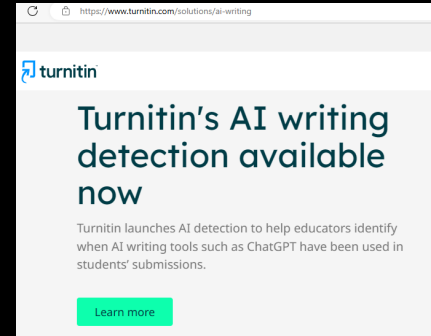 https://www.turnitin.com/solutions/ai-writing
turnitin
Turnitin's AI writing
detection available
now
Turnitin launches AI detection to help educators identify
when AI writing tools such as ChatGPT have been used in
students' submissions.
Learn more